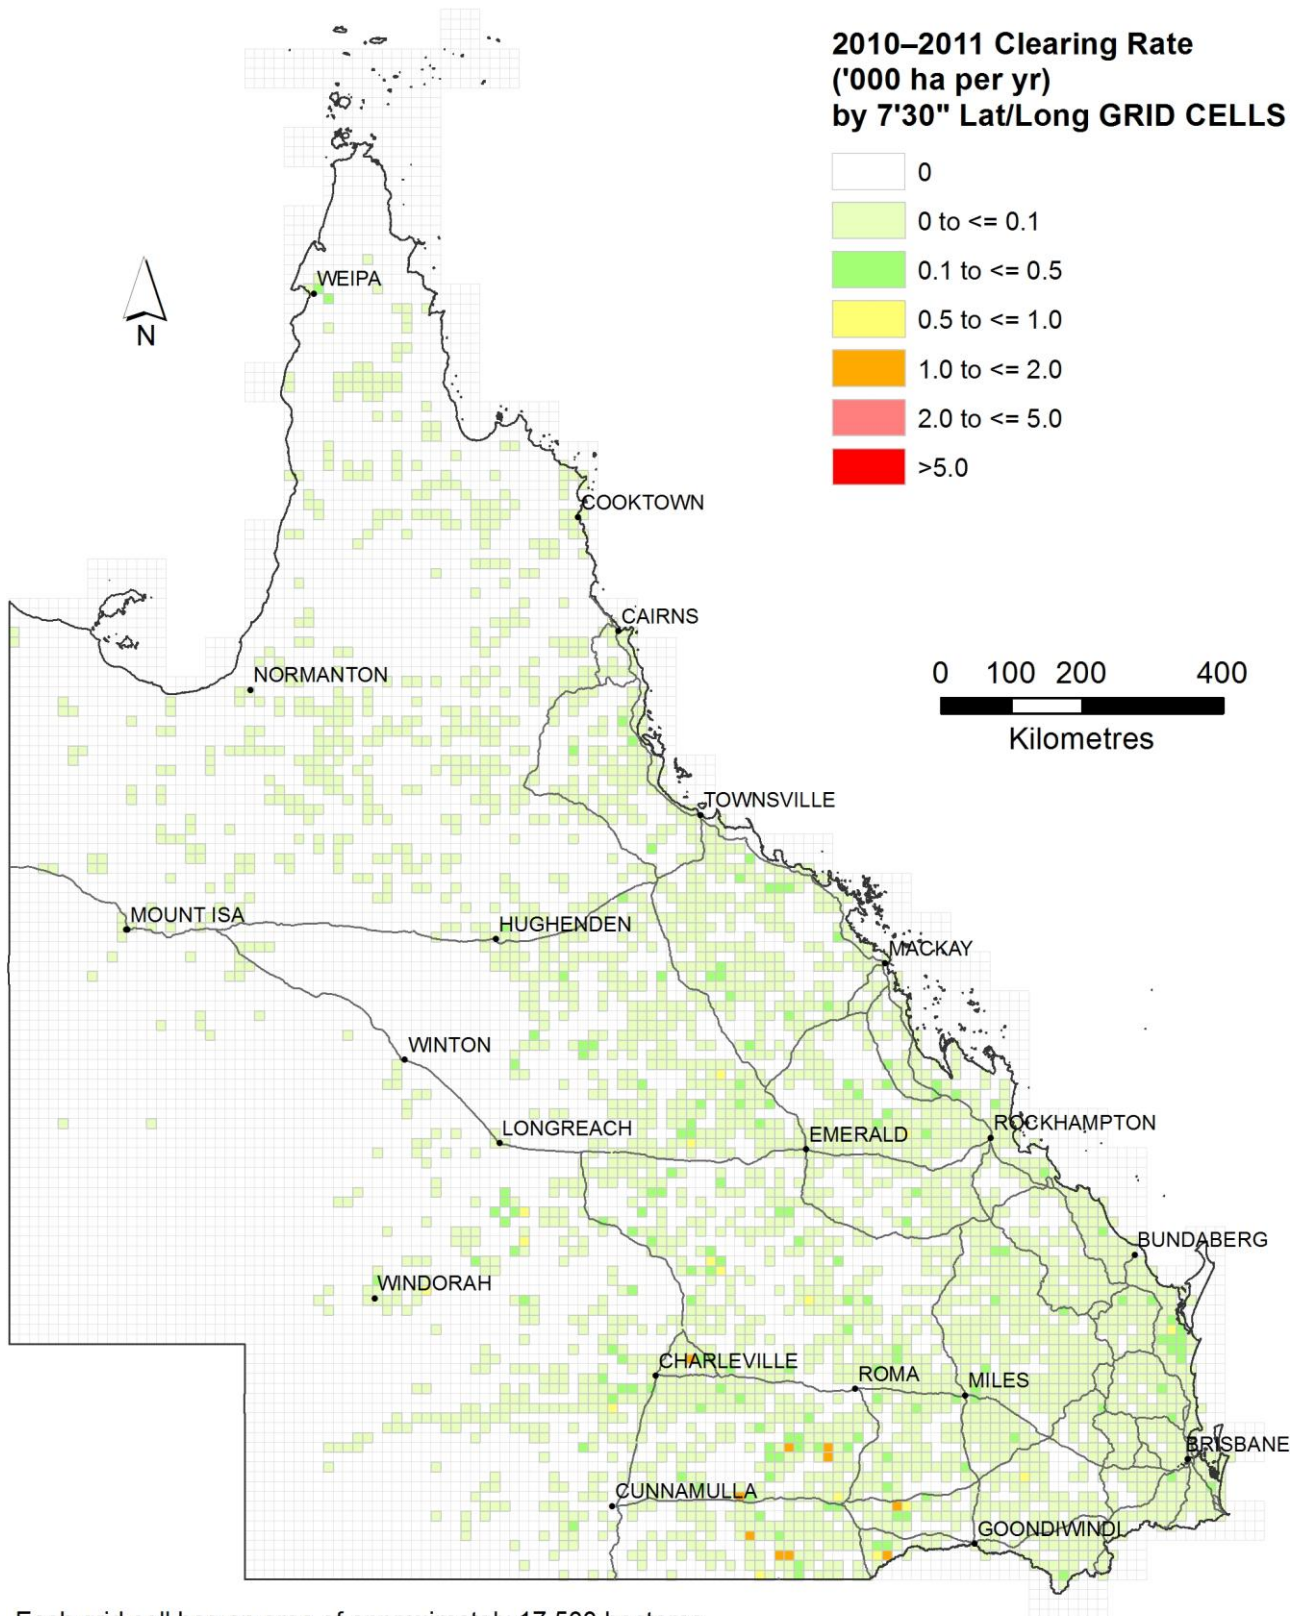 2010–2011 Clearing Rate
('000 ha per yr)
by 7'30" Lat/Long GRID CELLS
0
0 to <= 0.1
0.1 to <= 0.5
0.5 to <= 1.0
1.0 to <= 2.0
2.0 to <= 5.0
>5.0
WEIPA
N
COOKTOWN
CAIRNS
NORMANTON
0 100 200 400
Kilometres
TOWNSVILLE
MOUNT ISA
HUGHENDEN
MACKAY
WINTON
LONGREACH
EMERALD
ROCKHAMPTON
BUNDABERG
WINDORAH
CHARLEVILLE
ROMA
MILES
BRISBANE
CUNNAMULLA
GOONDIWINDI